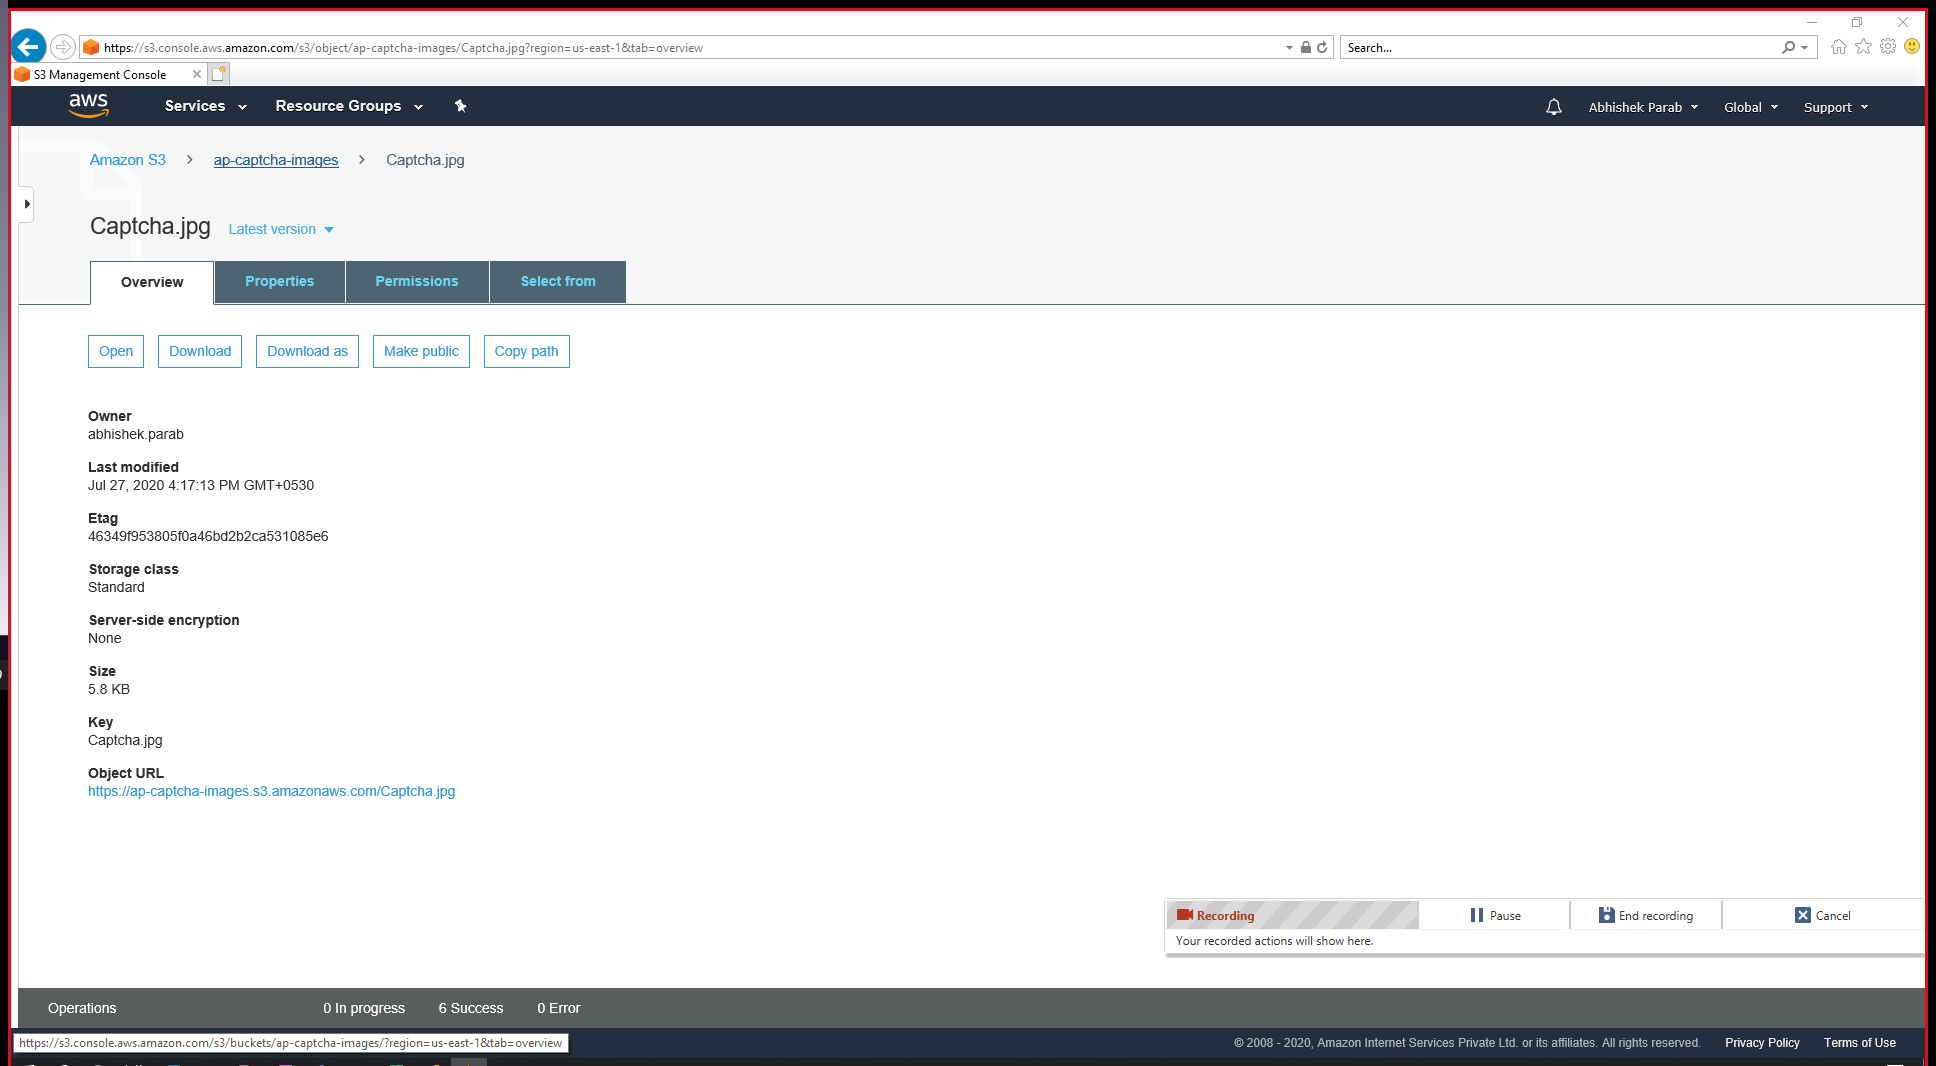 https://s3.console.aws.amazon.com/s3/object/ap-captcha-images/Captcha.jpg?region=us-east-1&tab=overview
Search...
S3 Management Console
aws Services Resource Groups Abhishek Parab Global Support
Amazon S3 > ap-captcha-images > Captcha.jpg
Captcha.jpg Latest version
Overview Properties Permissions Select from
Open Download Download as Make public Copy path
Owner
abhishek.parab
Last modified
Jul 27, 2020 4:17:13 PM GMT+0530
Etag
46349f953805f0a46bd2b2ca531085e6
Storage class
Standard
Server-side encryption
None
Size
5.8 KB
Key
Captcha.jpg
Object URL
https://ap-captcha-images.s3.amazonaws.com/Captcha.jpg
Recording Pause End recording Cancel
Your recorded actions will show here.
Operations 0 In progress 6 Success 0 Error
https://s3.console.aws.amazon.com/s3/buckets/ap-captcha-images/?region=us-east-1&tab=overview
© 2008 - 2020, Amazon Internet Services Private Ltd. or its affiliates. All rights reserved. Privacy Policy Terms of Use